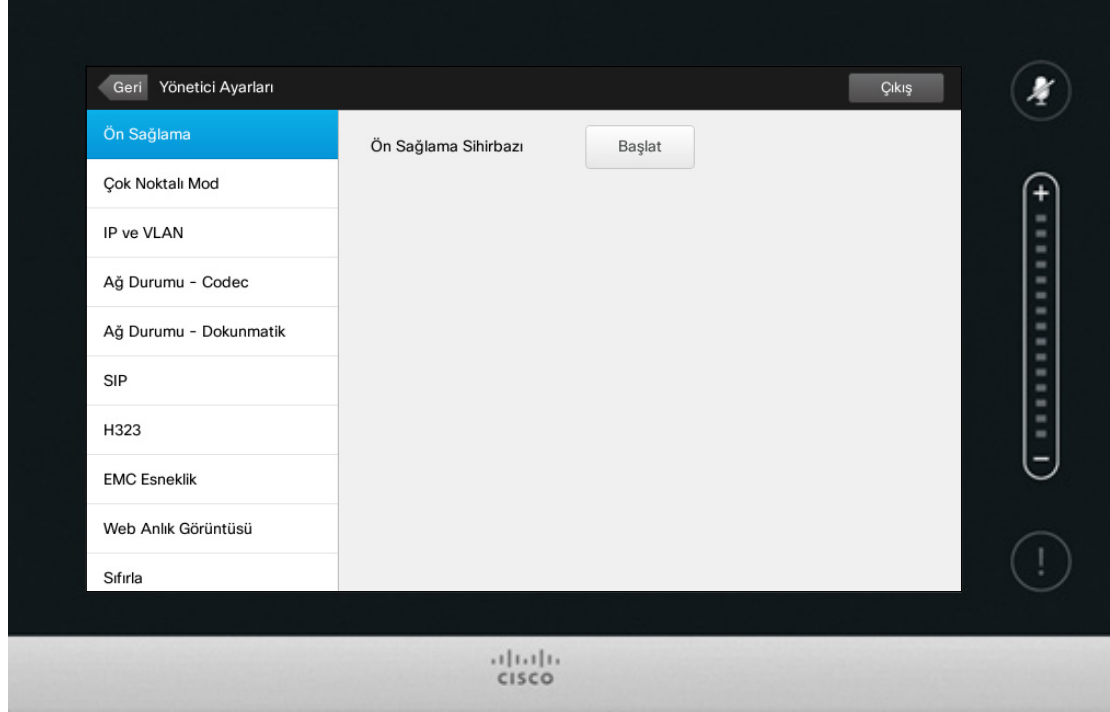 Geri Yönetici Ayarları Çıkış
Ön Sağlama
Ön Sağlama Sihirbazı Başlat
Çok Noktalı Mod
IP ve VLAN
Ağ Durumu - Codec
Ağ Durumu - Dokunmatik
SIP
H323
EMC Esneklik
Web Anlık Görüntüsü
Sıfırla
+
-
!
CISCO